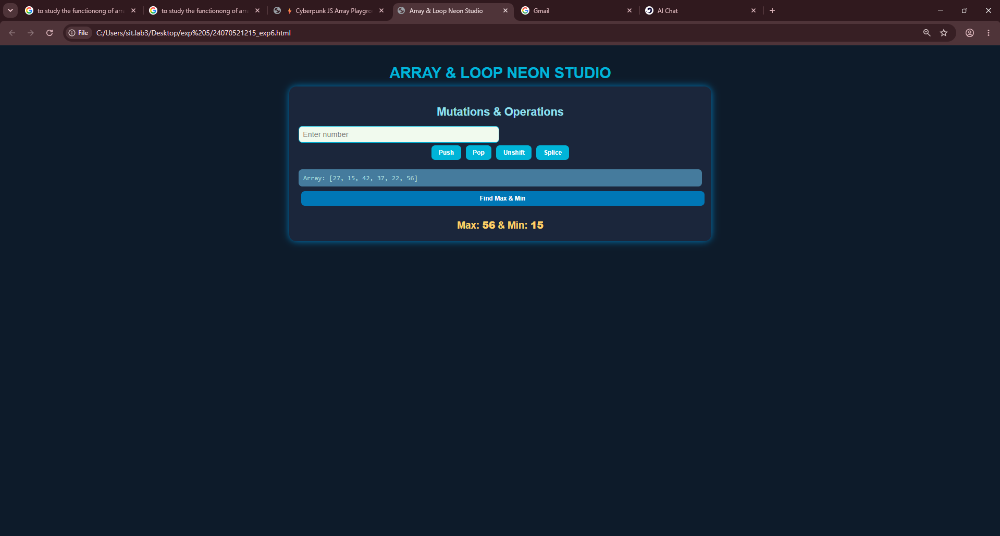 to study the functionong of arr
to study the functionong of arr
Cyberpunk JS Array Playgro
Array & Loop Neon Studio
Gmail
AI Chat
File
C:/Users/sit.lab3/Desktop/exp%205/24070521215_exp6.html
ARRAY & LOOP NEON STUDIO
Mutations & Operations
Enter number
Push Pop Unshift Splice
Array: [27, 15, 42, 37, 22, 56]
Find Max & Min
Max: 56 & Min: 15